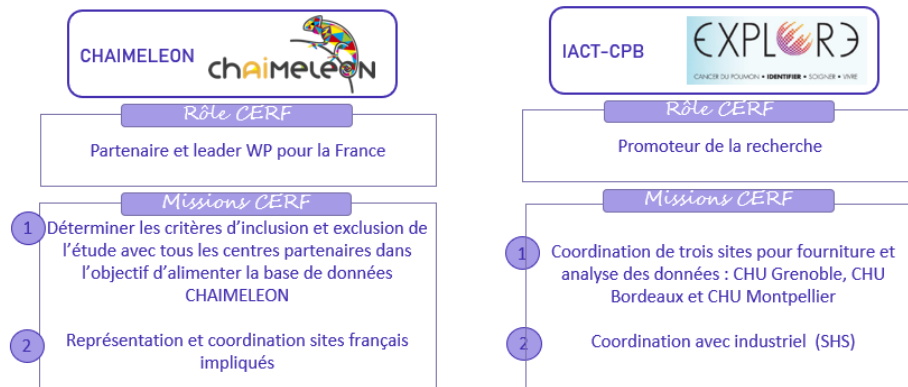 CHAIMELEON
chAiMeLEON
Rôle CERF
Partenaire et leader WP pour la France
Missions CERF
1
Déterminer les critères d'inclusion et exclusion de
l'étude avec tous les centres partenaires dans
l'objectif d'alimenter la base de données
CHAIMELEON
2
Représentation et coordination sites français
impliqués
IACT-CPB
EXPLORE
CANCER DU POUMON • IDENTIFIER • SOIGNER • VIVRE
Rôle CERF
Promoteur de la recherche
Missions CERF
1
Coordination de trois sites pour fourniture et
analyse des données : CHU Grenoble, CHU
Bordeaux et CHU Montpellier
2
Coordination avec industriel (SHS)